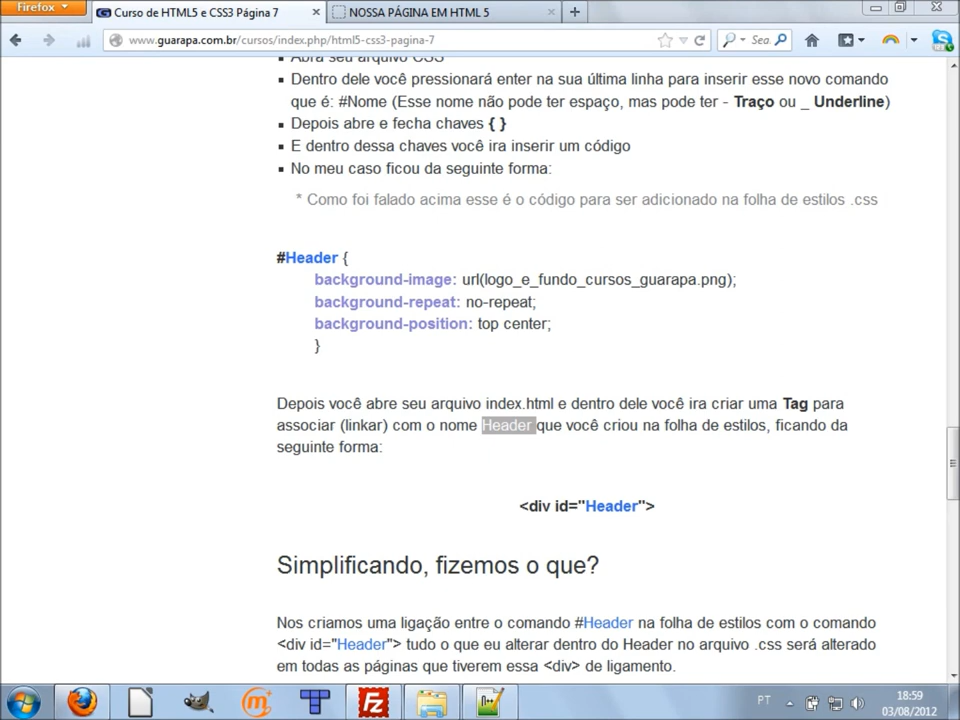 Firefox
Curso de HTML5 e CSS3 Página 7
NOSSA PÁGINA EM HTML 5
www.guarapa.com.br/cursos/index.php/html5-css3-pagina-7
Sea
Abra seu arquivo CSS
Dentro dele você pressionará enter na sua última linha para inserir esse novo comando
que é: #Nome (Esse nome não pode ter espaço, mas pode ter - Traço ou _ Underline)
Depois abre e fecha chaves { }
E dentro dessa chaves você ira inserir um código
No meu caso ficou da seguinte forma:
* Como foi falado acima esse é o código para ser adicionado na folha de estilos .css
#Header {
background-image: url(logo_e_fundo_cursos_guarapa.png);
background-repeat: no-repeat;
background-position: top center;
}
Depois você abre seu arquivo index.html e dentro dele você ira criar uma Tag para
associar (linkar) com o nome Header que você criou na folha de estilos, ficando da
seguinte forma:
<div id="Header">
Simplificando, fizemos o que?
Nos criamos uma ligação entre o comando #Header na folha de estilos com o comando
<div id="Header"> tudo o que eu alterar dentro do Header no arquivo .css será alterado
em todas as páginas que tiverem essa <div> de ligamento.
PT
18:59
03/08/2012